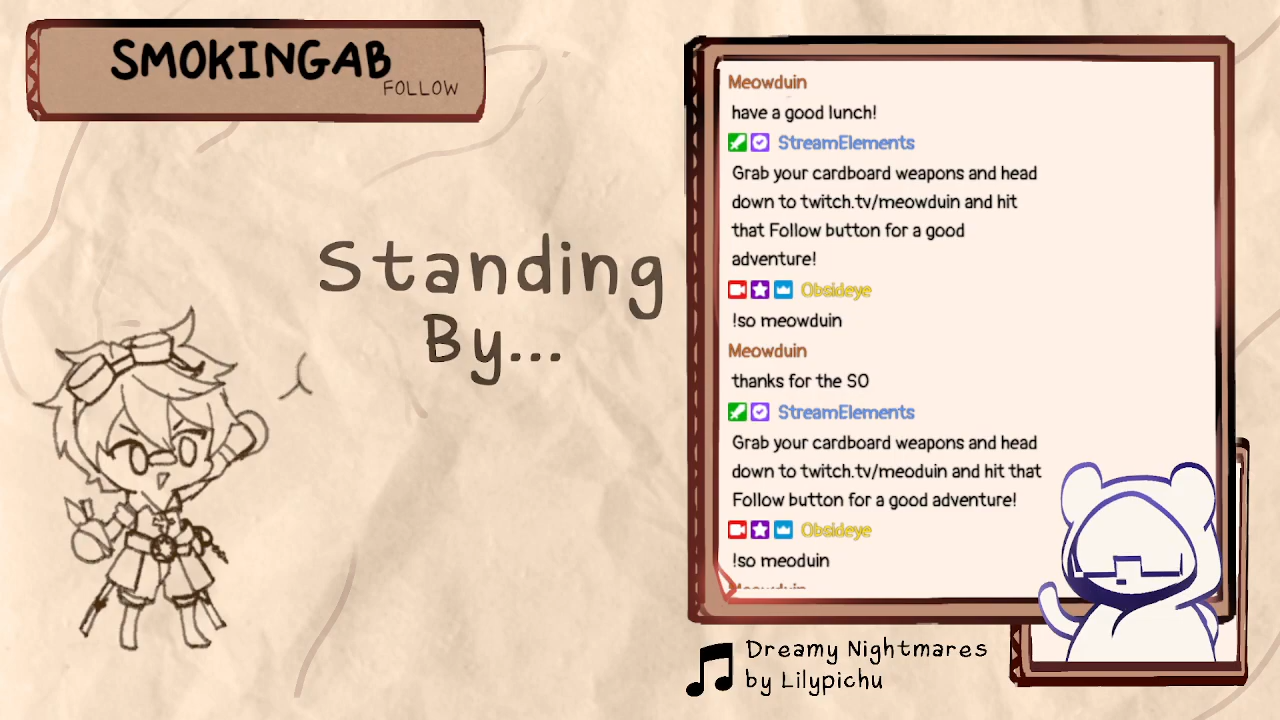 SMOKINGAB
FOLLOW
Standing
By...
Meowduin
have a good lunch!
StreamElements
Grab your cardboard weapons and head
down to twitch.tv/meowduin and hit
that Follow button for a good
adventure!
Obsideye
!so meowduin
Meowduin
thanks for the SO
StreamElements
Grab your cardboard weapons and head
down to twitch.tv/meoduin and hit that
Follow button for a good adventure!
Obsideye
!so meoduin
Dreamy Nightmares
by Lilypichu